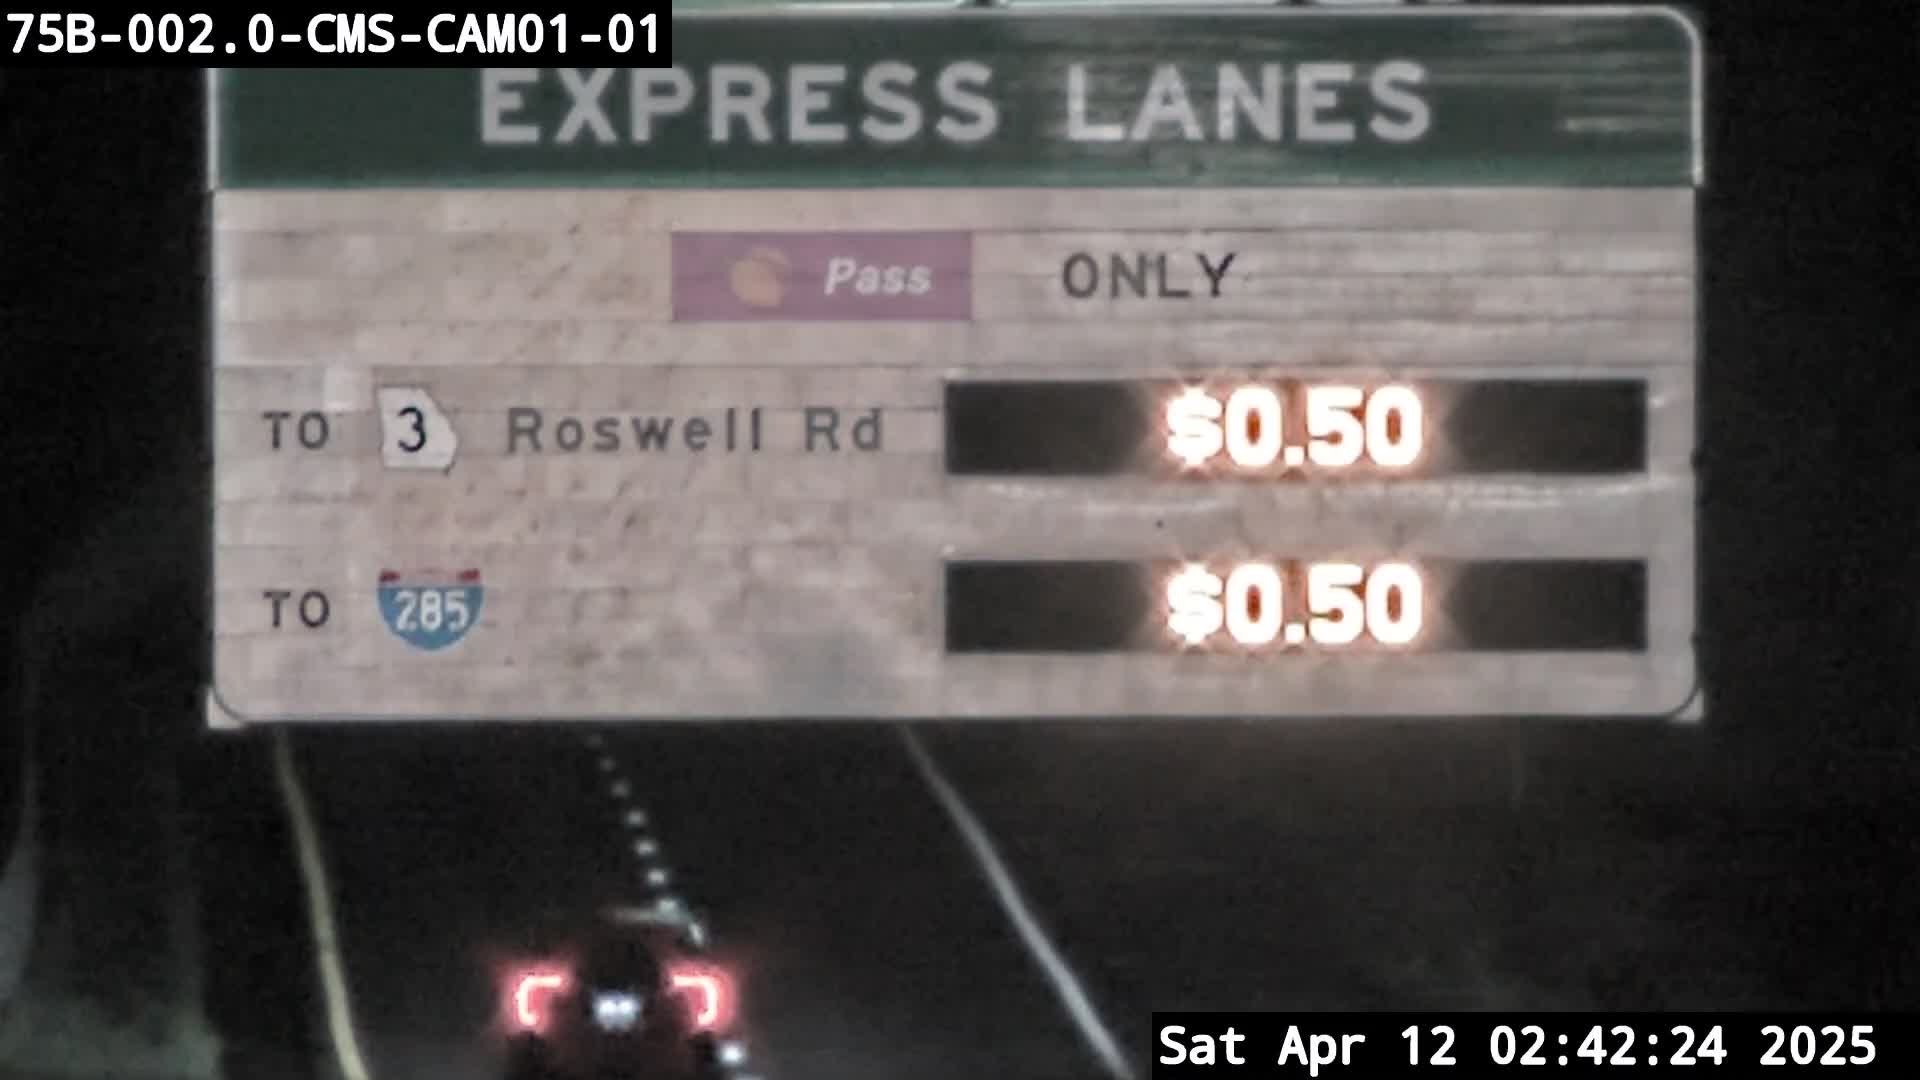 75B-002.0-CMS-CAM01-01
EXPRESS LANES
Pass ONLY
TO 3 Roswell Rd $0.50
TO 285 $0.50
Sat Apr 12 02:42:24 2025